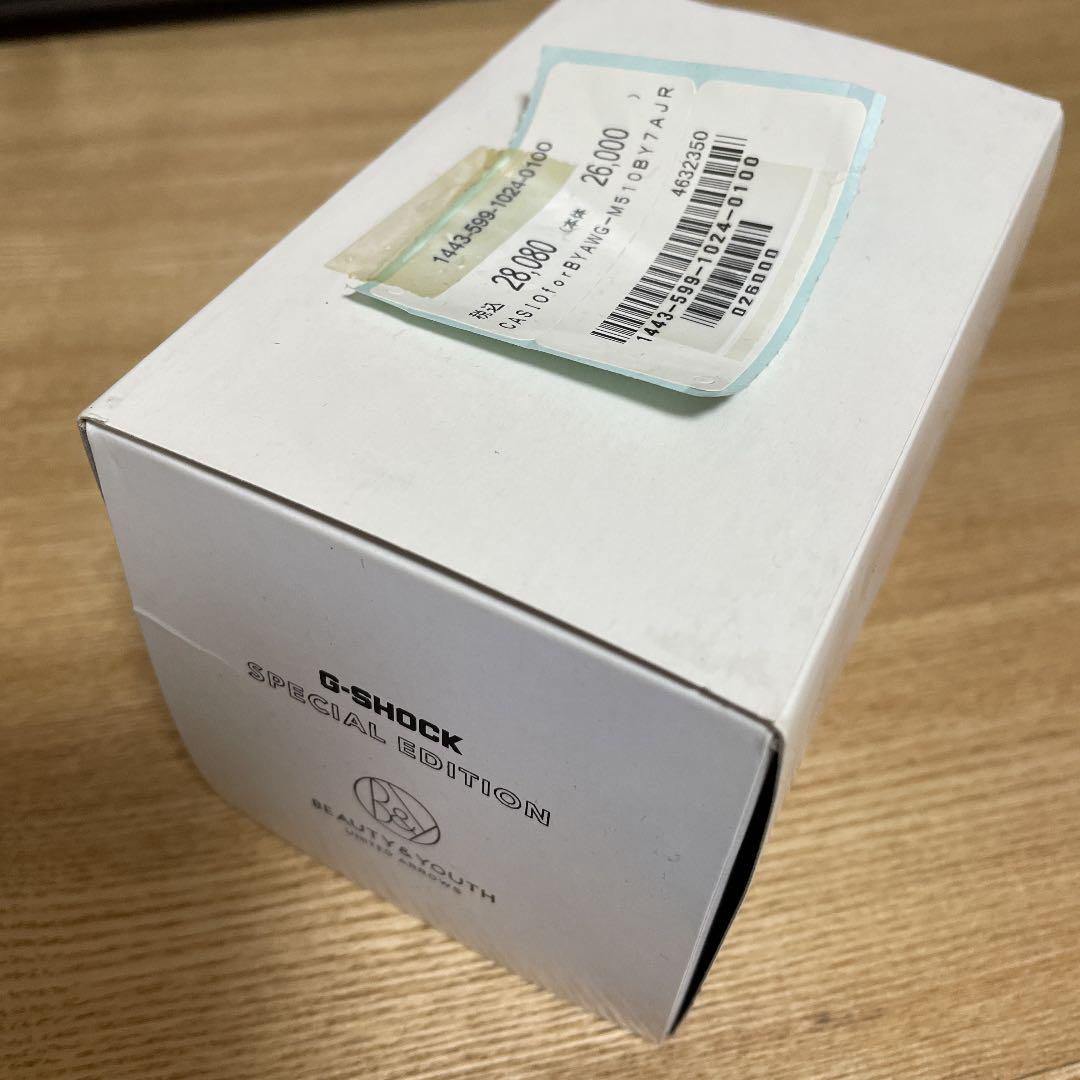 1443-599-1024-0100
税込 28,080 (本体 26,000 )
CASIOforBYAWG-M510BY7AJR
4632350
1443-599-1024-0100
026000
G-SHOCK
SPECIAL EDITION
B&Y
BEAUTY&YOUTH
UNITED ARROWS